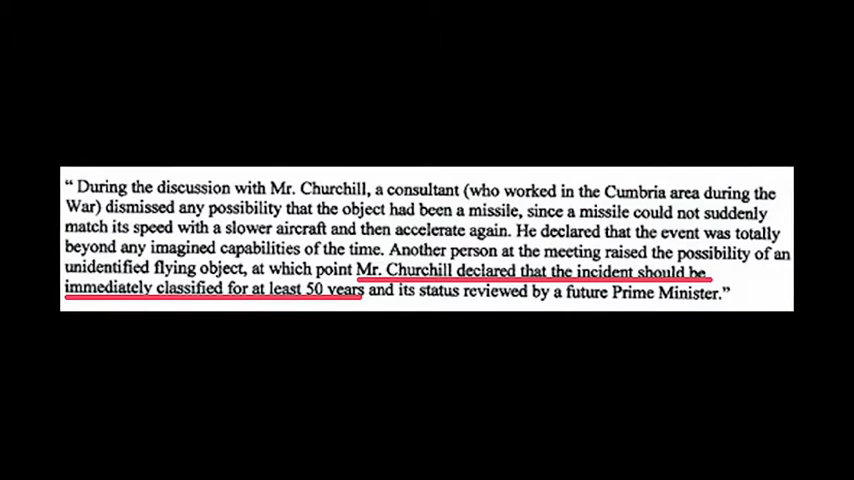 “ During the discussion with Mr. Churchill, a consultant (who worked in the Cumbria area during the
War) dismissed any possibility that the object had been a missile, since a missile could not suddenly
match its speed with a slower aircraft and then accelerate again. He declared that the event was totally
beyond any imagined capabilities of the time. Another person at the meeting raised the possibility of an
unidentified flying object, at which point Mr. Churchill declared that the incident should be
immediately classified for at least 50 years and its status reviewed by a future Prime Minister.”